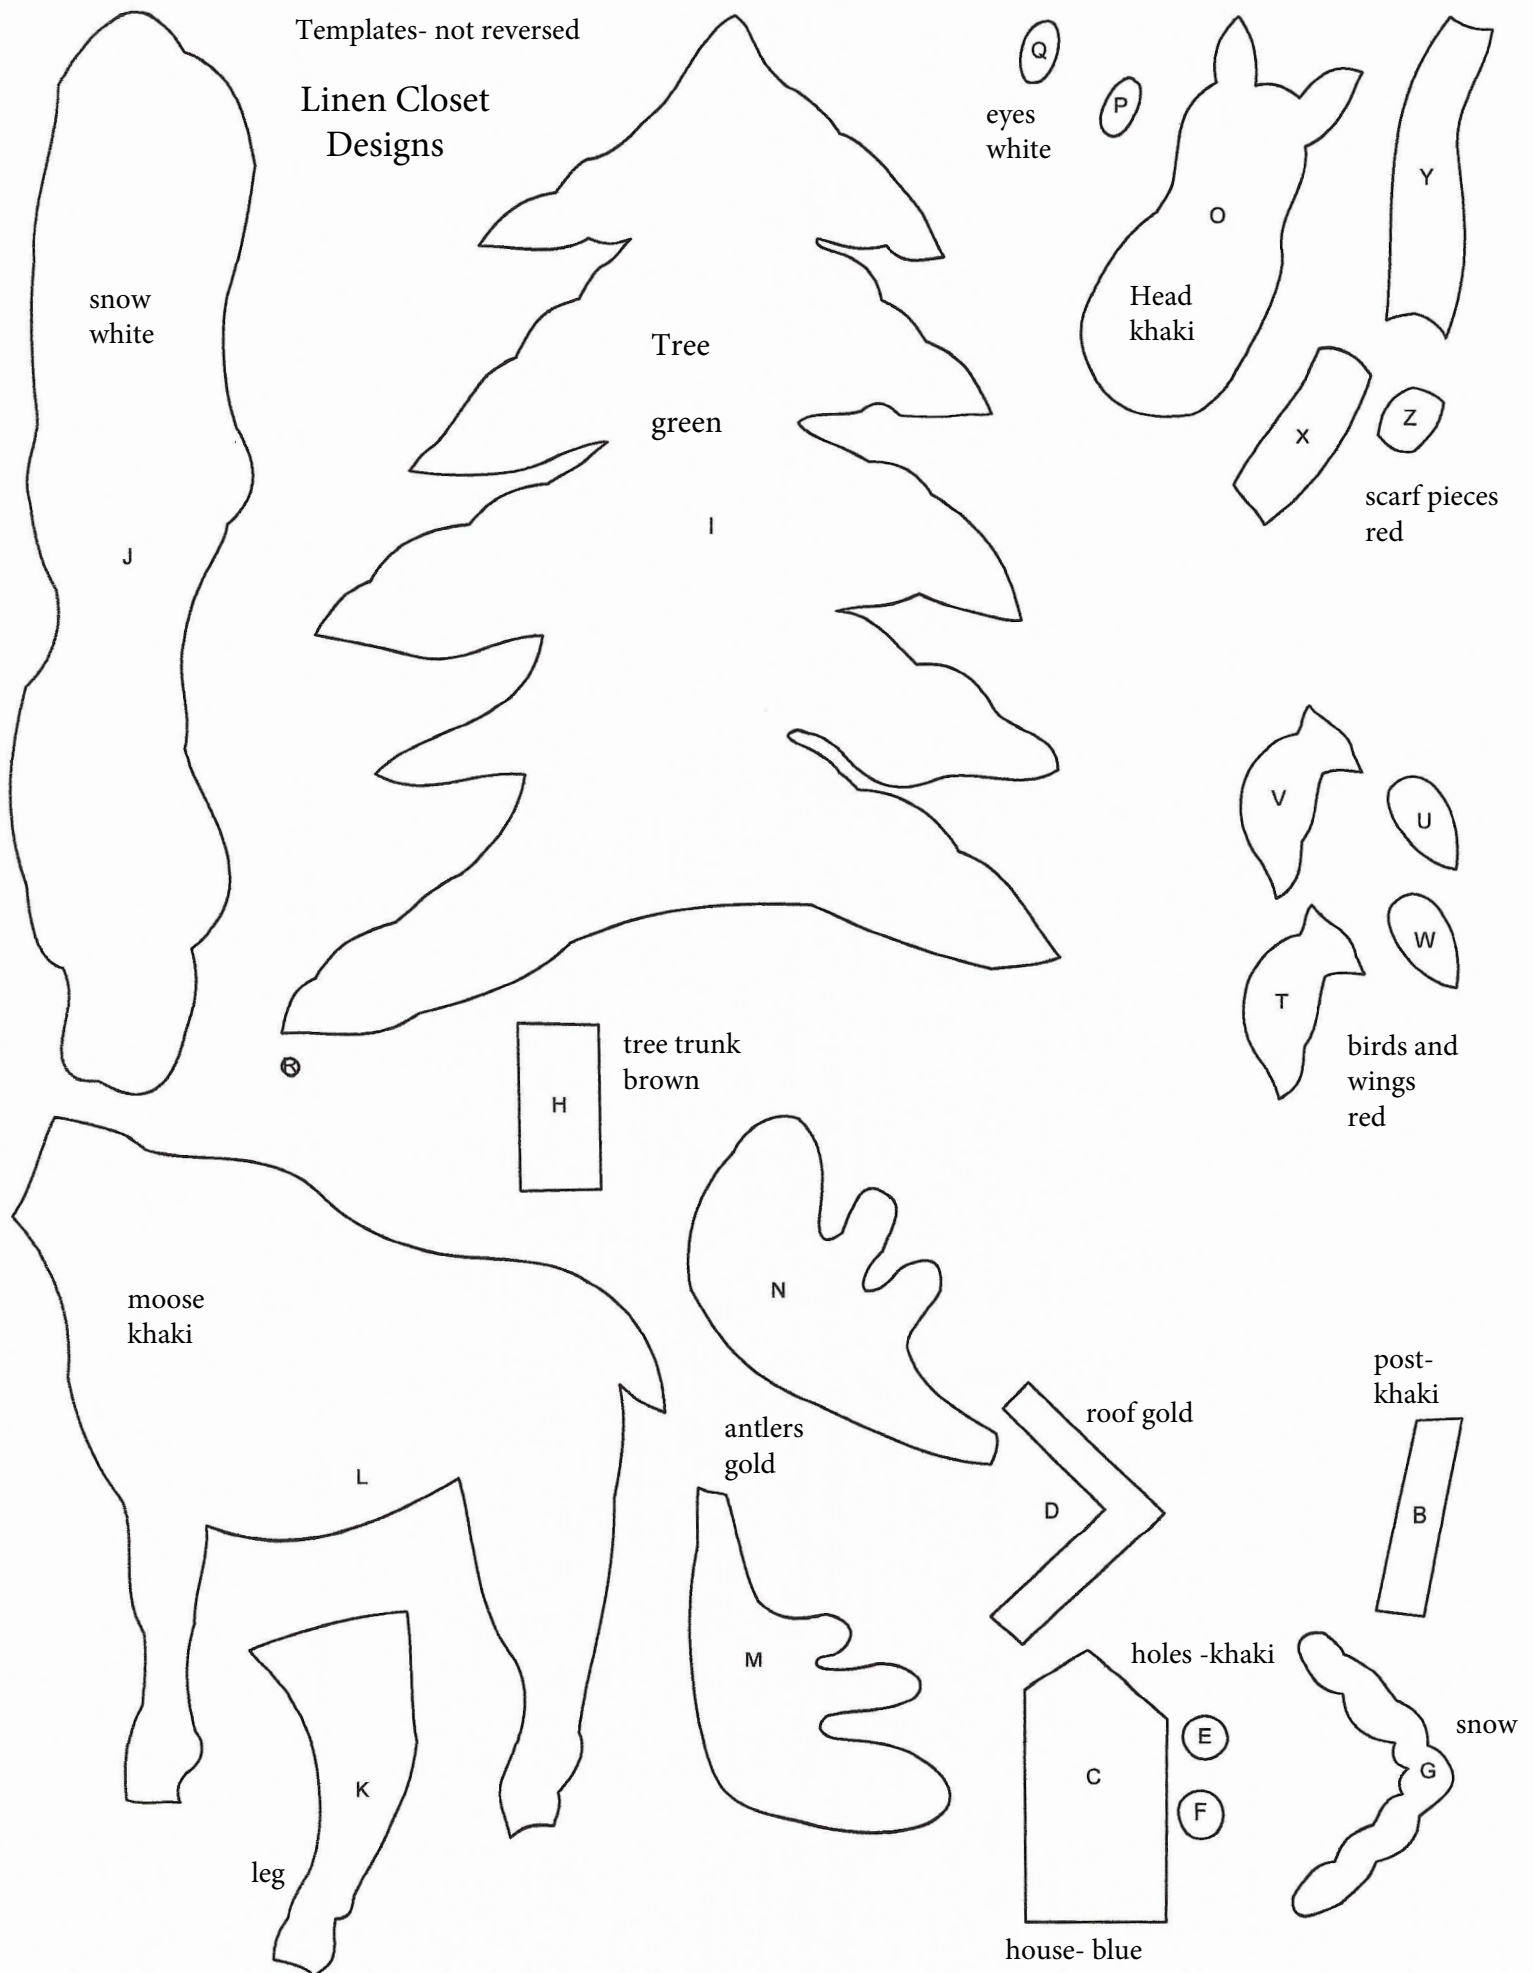 Templates- not reversed
Linen Closet
Designs
Q
P
eyes
white
O
Head
khaki
Y
X
Z
scarf pieces
red
snow
white
J
Tree
green
I
V
U
W
T
birds and
wings
red
R
H
tree trunk
brown
moose
khaki
L
N
antlers
gold
M
K
leg
D
roof gold
post-
khaki
B
holes -khaki
E
F
C
house- blue
snow
G